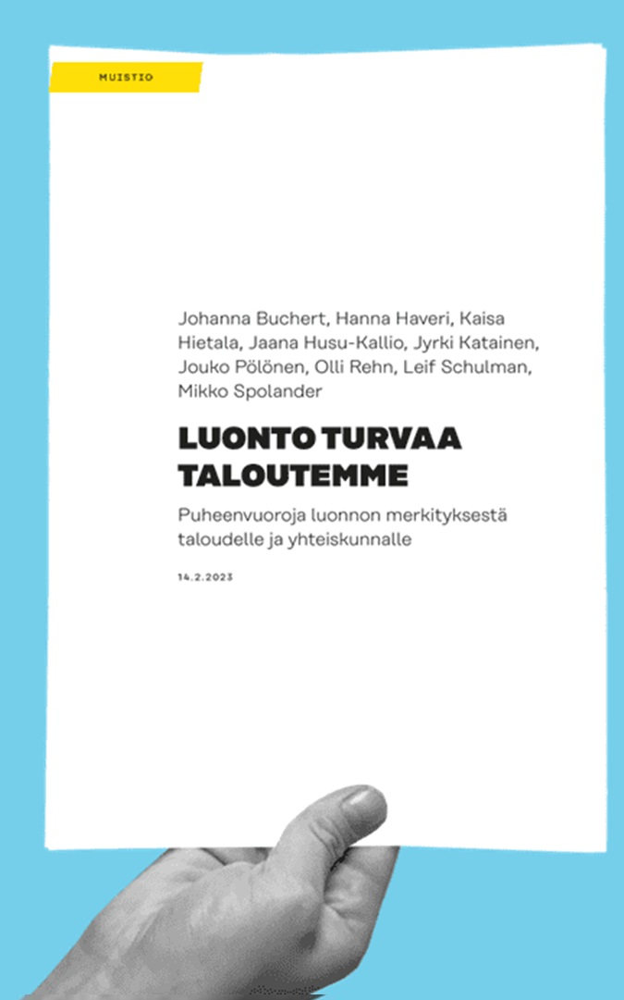 MUISTIO
Johanna Buchert, Hanna Haveri, Kaisa
Hietala, Jaana Husu-Kallio, Jyrki Katainen,
Jouko Pölönen, Olli Rehn, Leif Schulman,
Mikko Spolander
LUONTO TURVAA
TALOUTEMME
Puheenvuoroja luonnon merkityksestä
taloudelle ja yhteiskunnalle
14.2.2023